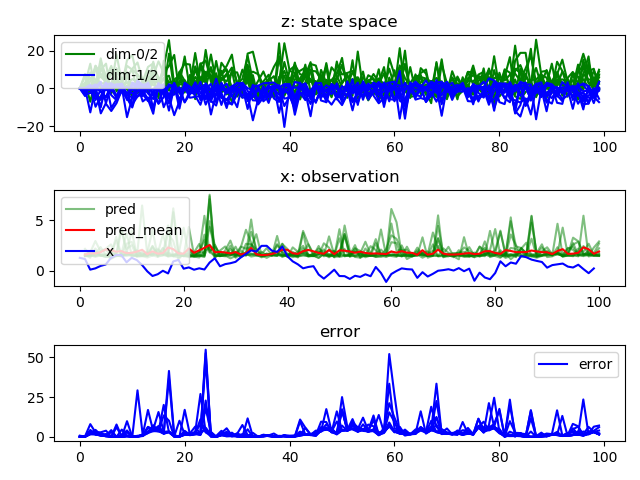 z: state space
20
0
−20
dim-0/2
dim-1/2
0 20 40 60 80 100
x: observation
5
0
pred
pred_mean
x
0 20 40 60 80 100
error
50
25
0
error
0 20 40 60 80 100